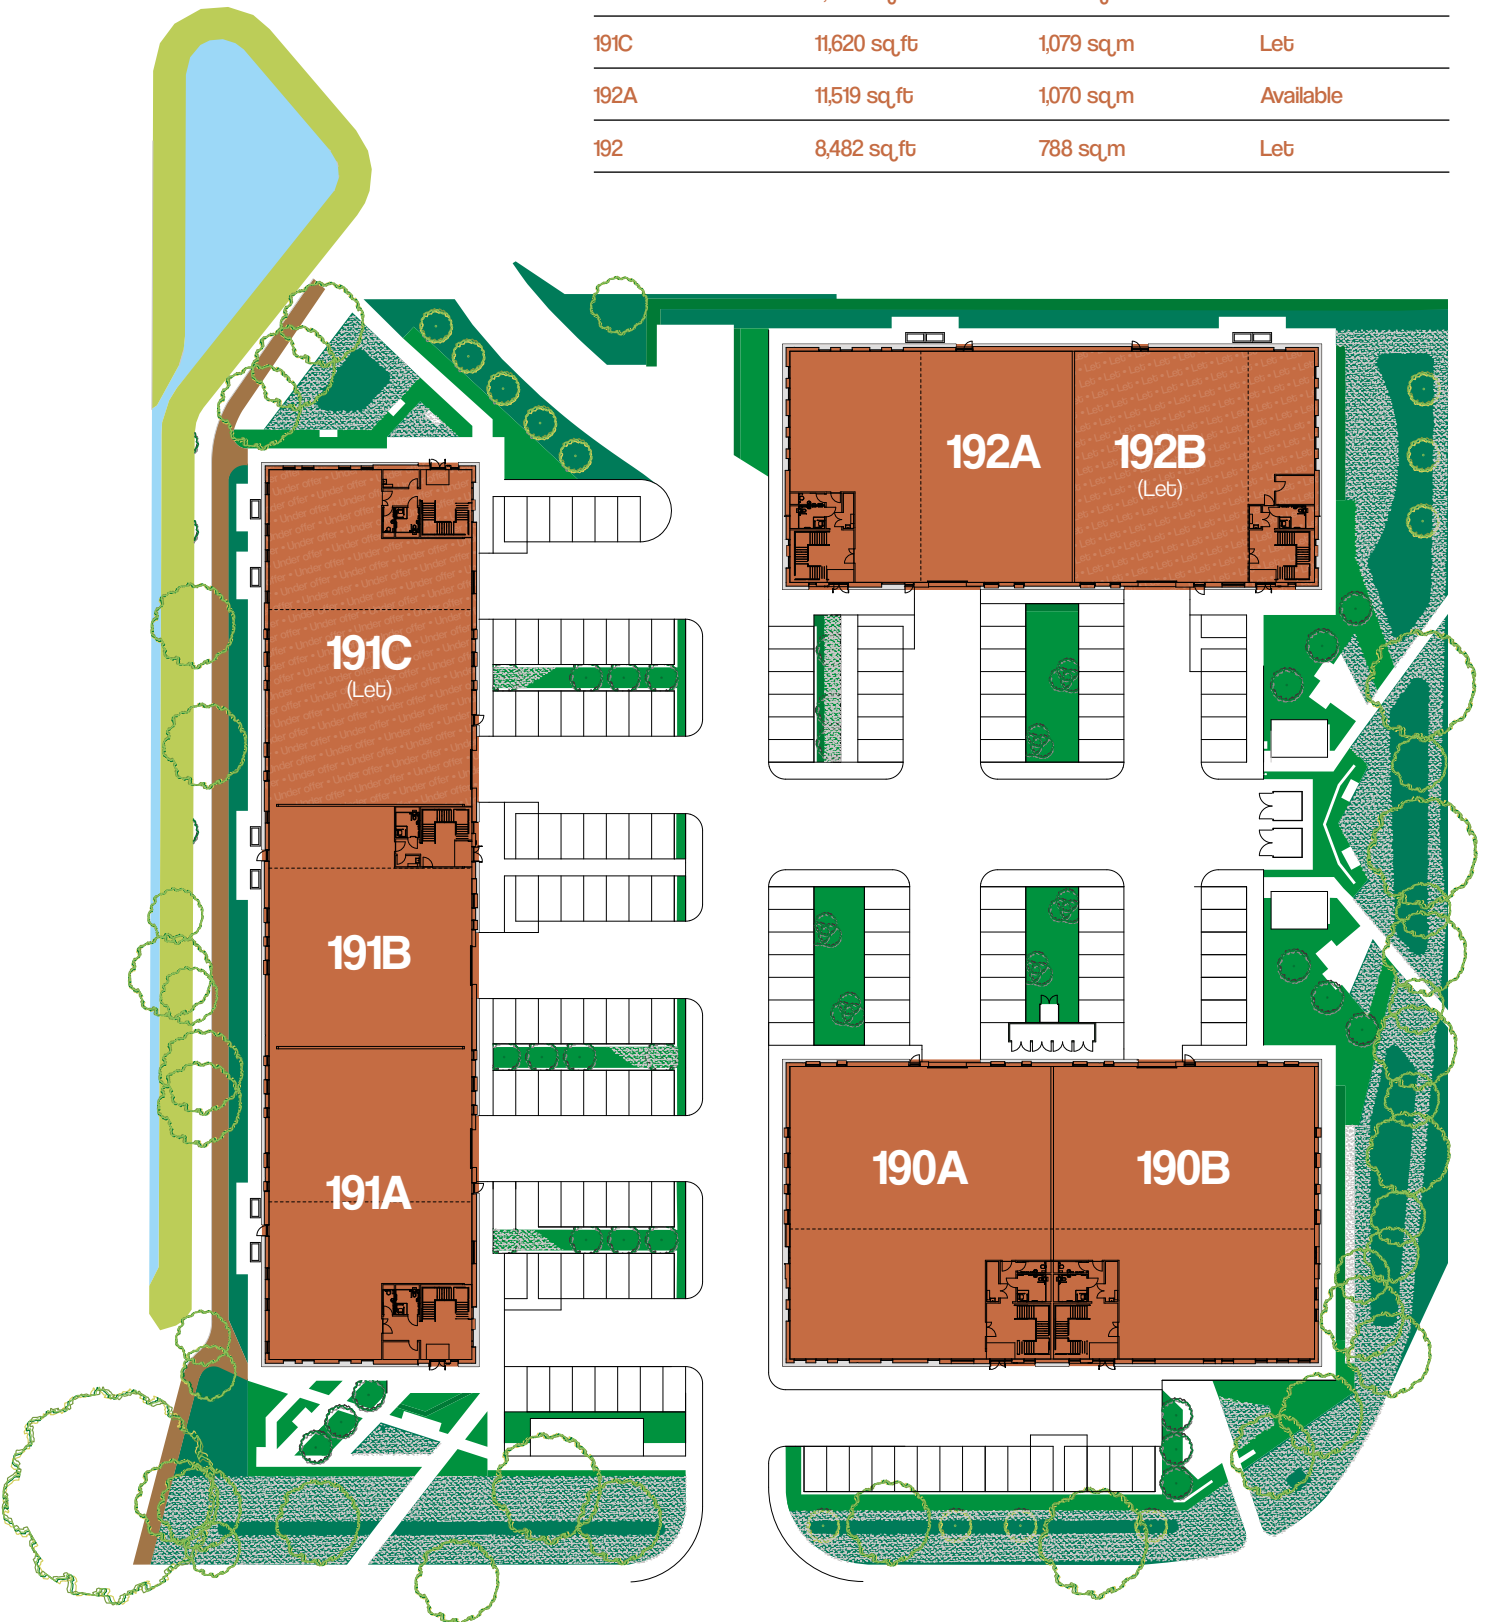 191C 11,620 sq.ft 1,079 sq.m Let
192A 11,519 sq.ft 1,070 sq.m Available
192 8,482 sq.ft 788 sq.m Let
192A
192B
(Let)
191C
(Let)
191B
191A
190A
190B